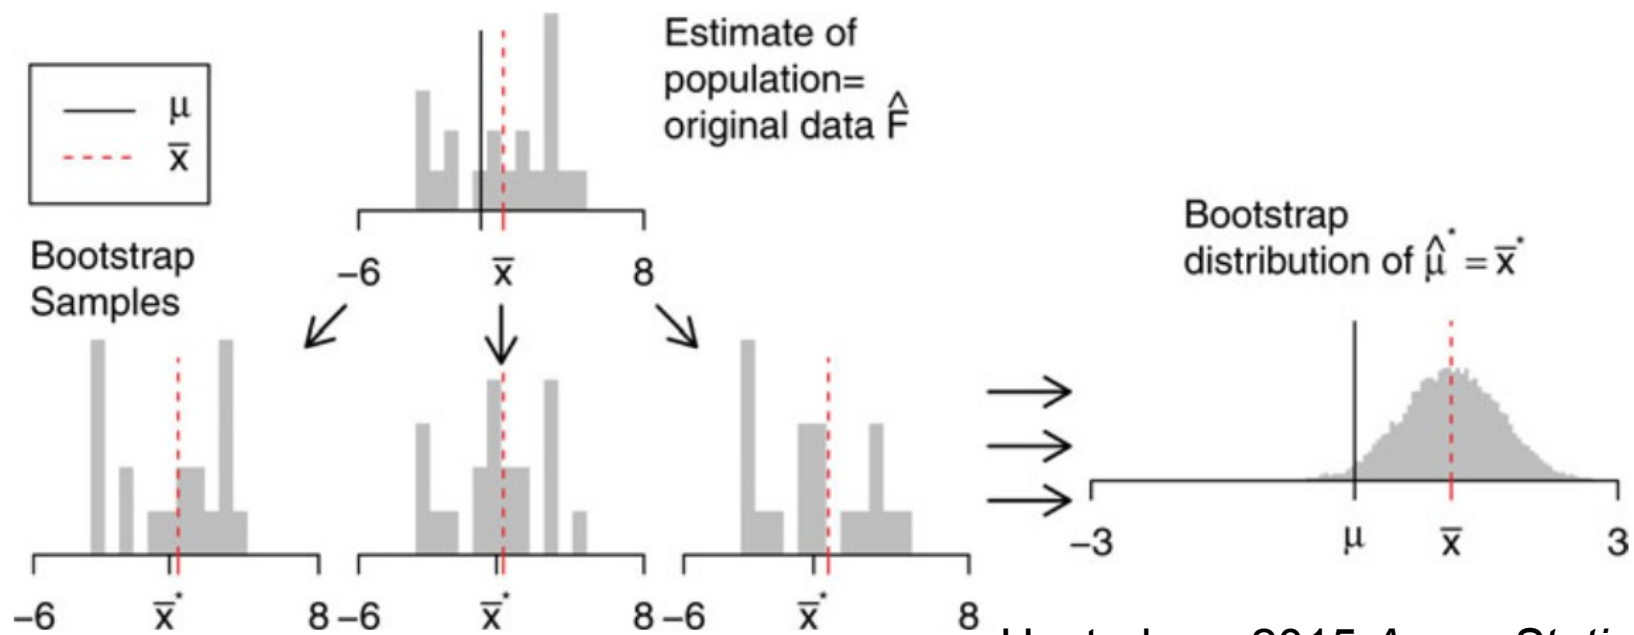 μ
x̄
Estimate of
population=
original data F̂
−6 x̄ 8
Bootstrap
Samples
−6 x̄* 8
−6 x̄* 8
−6 x̄* 8
Bootstrap
distribution of μ̂* = x̄*
−3 μ x̄ 3
2015